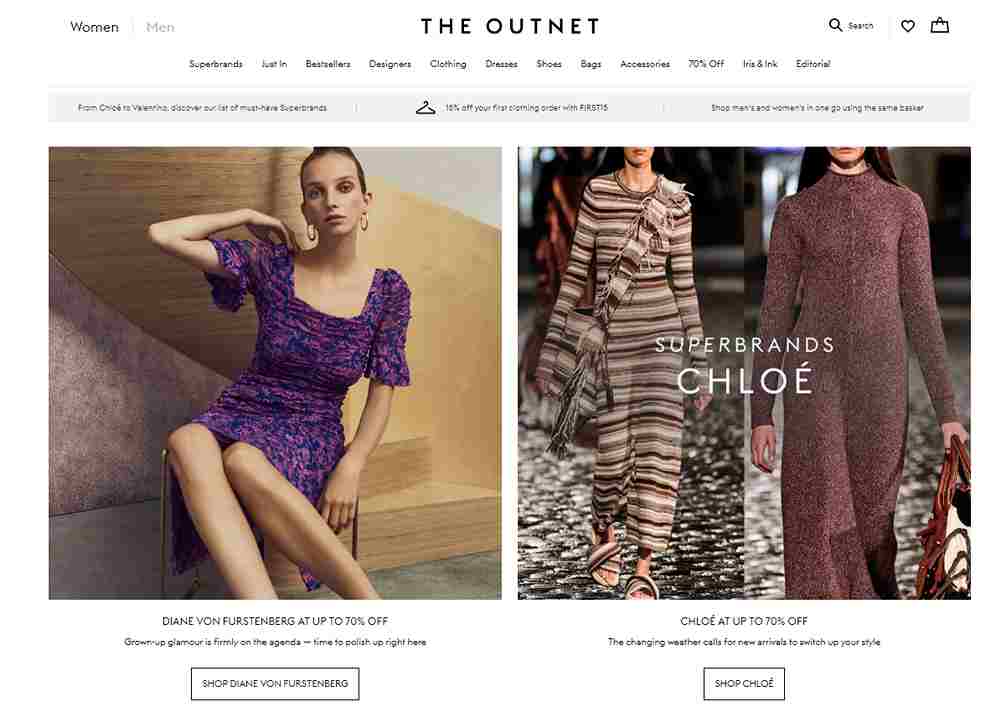 Women
Men
THE OUTNET
Search
Superbrands Just In Bestsellers Designers Clothing Dresses Shoes Bags Accessories 70% Off Iris & Ink Editorial
From Chloé to Valentino, discover our list of must-have Superbrands
15% off your first clothing order with FIRST15
Shop men's and women's in one go using the same basket
SUPERBRANDS
CHLOÉ
DIANE VON FURSTENBERG AT UP TO 70% OFF
Grown-up glamour is firmly on the agenda – time to polish up right here
SHOP DIANE VON FURSTENBERG
CHLOÉ AT UP TO 70% OFF
The changing weather calls for new arrivals to switch up your style
SHOP CHLOÉ